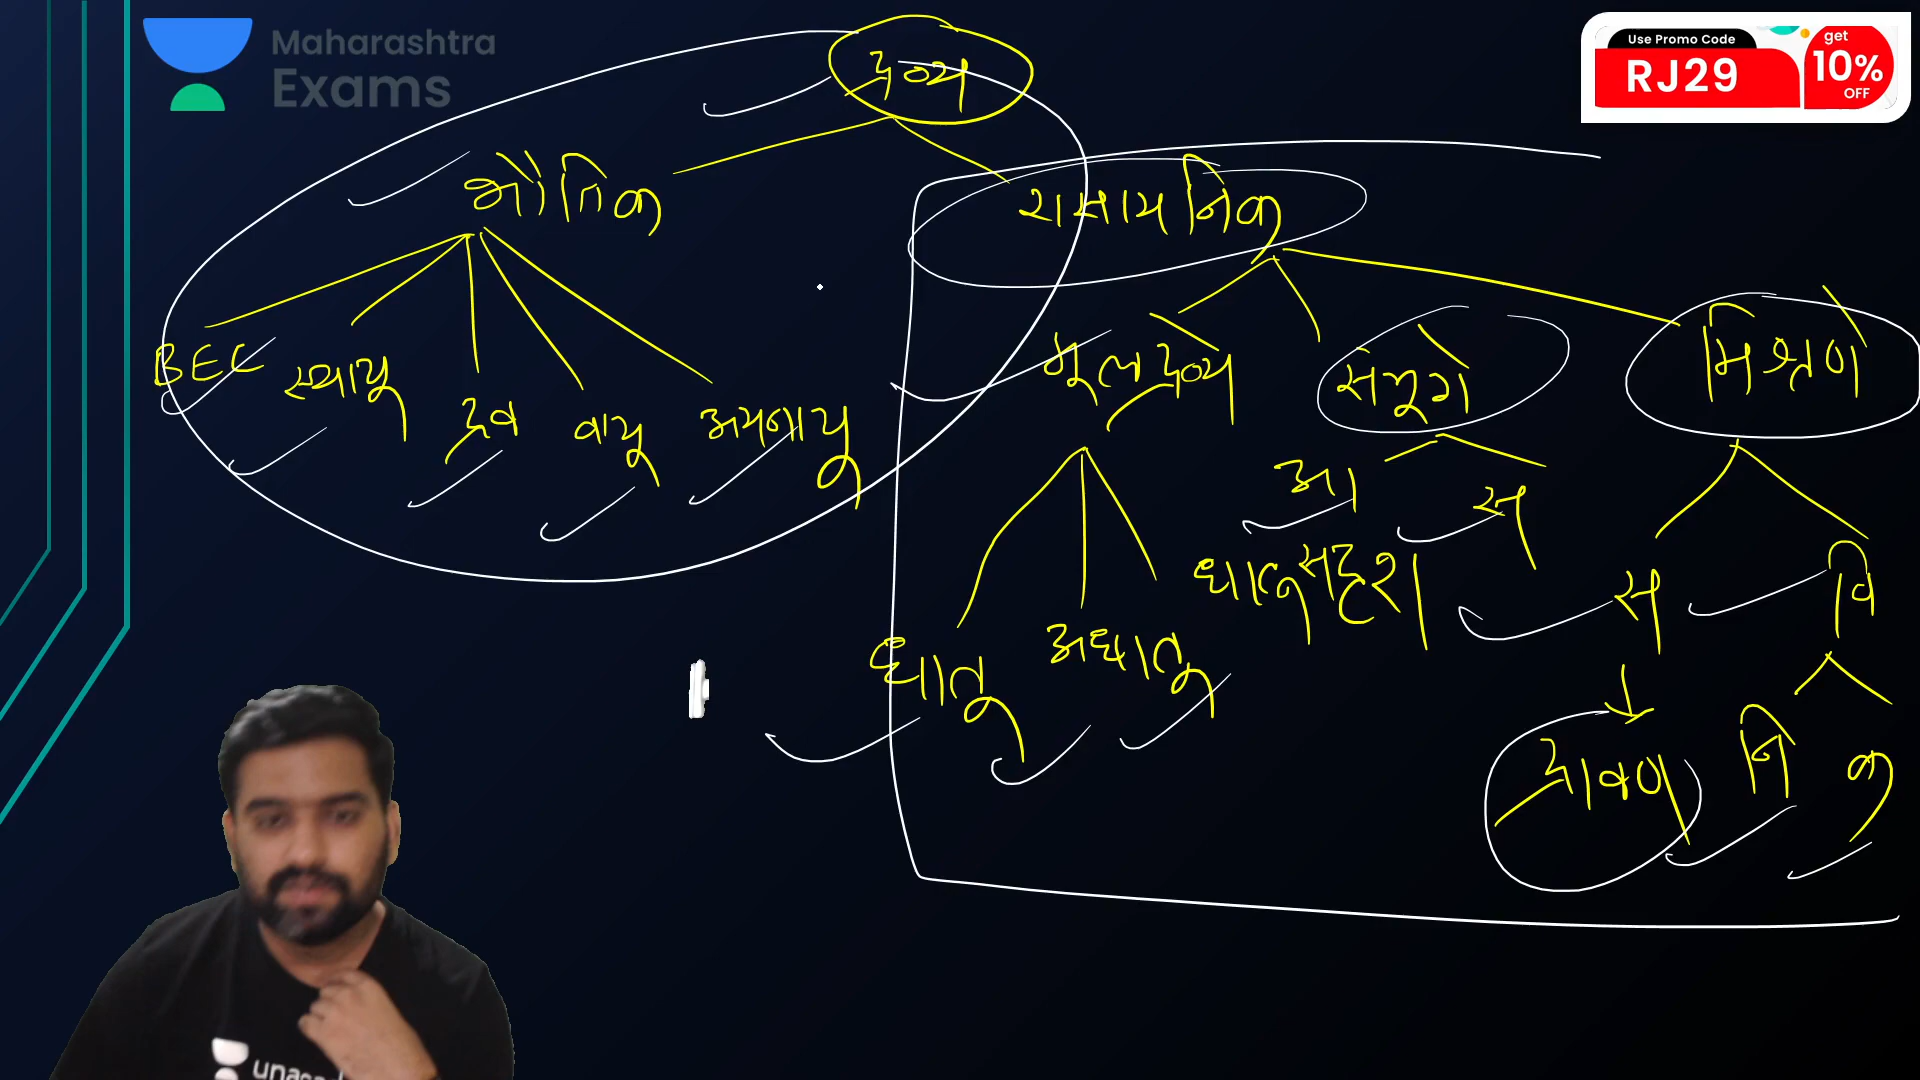 Maharashtra
Exams
Use Promo Code
RJ29
get
10%
OFF
द्रव्य
भौतिक
रासायनिक
BEC
स्थायू
द्रव
वायू
आयनायू
मूलद्रव्य
संयुगे
मिश्रणे
धातू
अधातू
धातूसदृश
अ
स
स
वि
द्रावण
नि
क